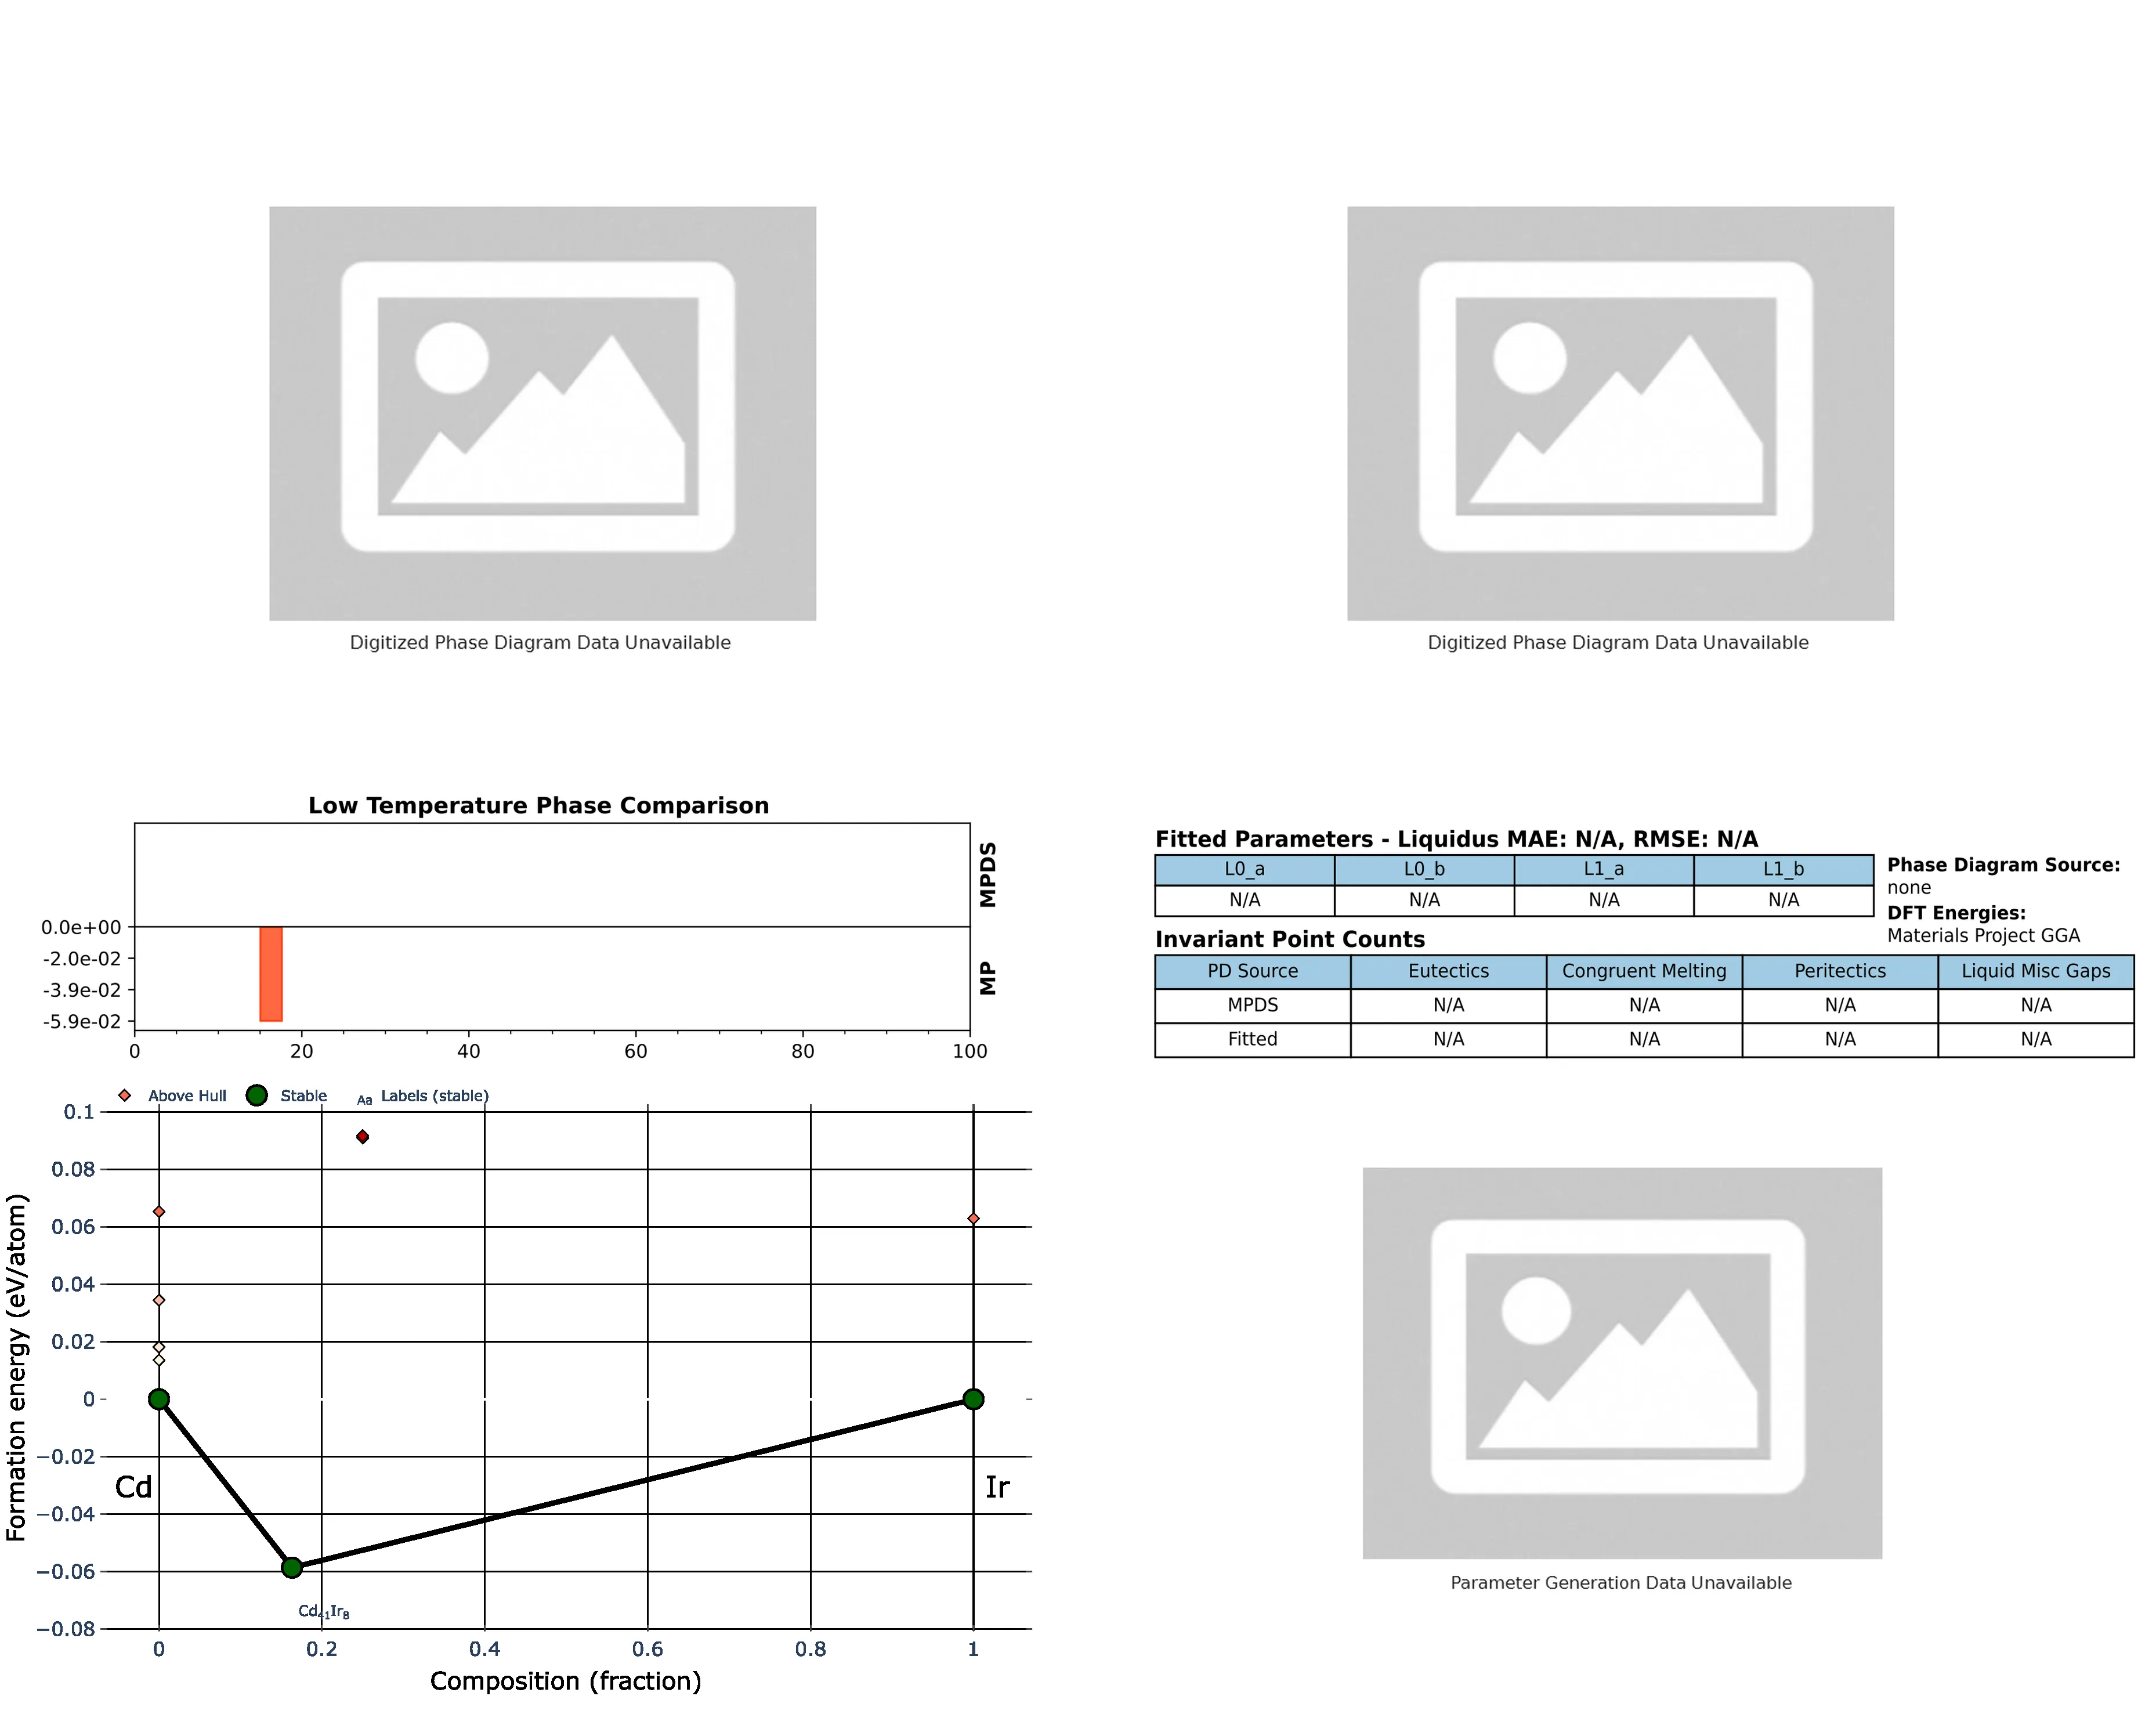 Digitized Phase Diagram Data Unavailable
Digitized Phase Diagram Data Unavailable
Low Temperature Phase Comparison
MPDS
MP
0.0e+00
-2.0e-02
-3.9e-02
-5.9e-02
0 20 40 60 80 100
Fitted Parameters - Liquidus MAE: N/A, RMSE: N/A
L0_a L0_b L1_a L1_b
N/A N/A N/A N/A
Phase Diagram Source:
none
DFT Energies:
Materials Project GGA
Invariant Point Counts
PD Source Eutectics Congruent Melting Peritectics Liquid Misc Gaps
MPDS N/A N/A N/A N/A
Fitted N/A N/A N/A N/A
Above Hull Stable Aa Labels (stable)
Formation energy (eV/atom)
0.1
0.08
0.06
0.04
0.02
0
−0.02
−0.04
−0.06
−0.08
Cd
Ir
Cd₄₁Ir₈
0 0.2 0.4 0.6 0.8 1
Composition (fraction)
Parameter Generation Data Unavailable